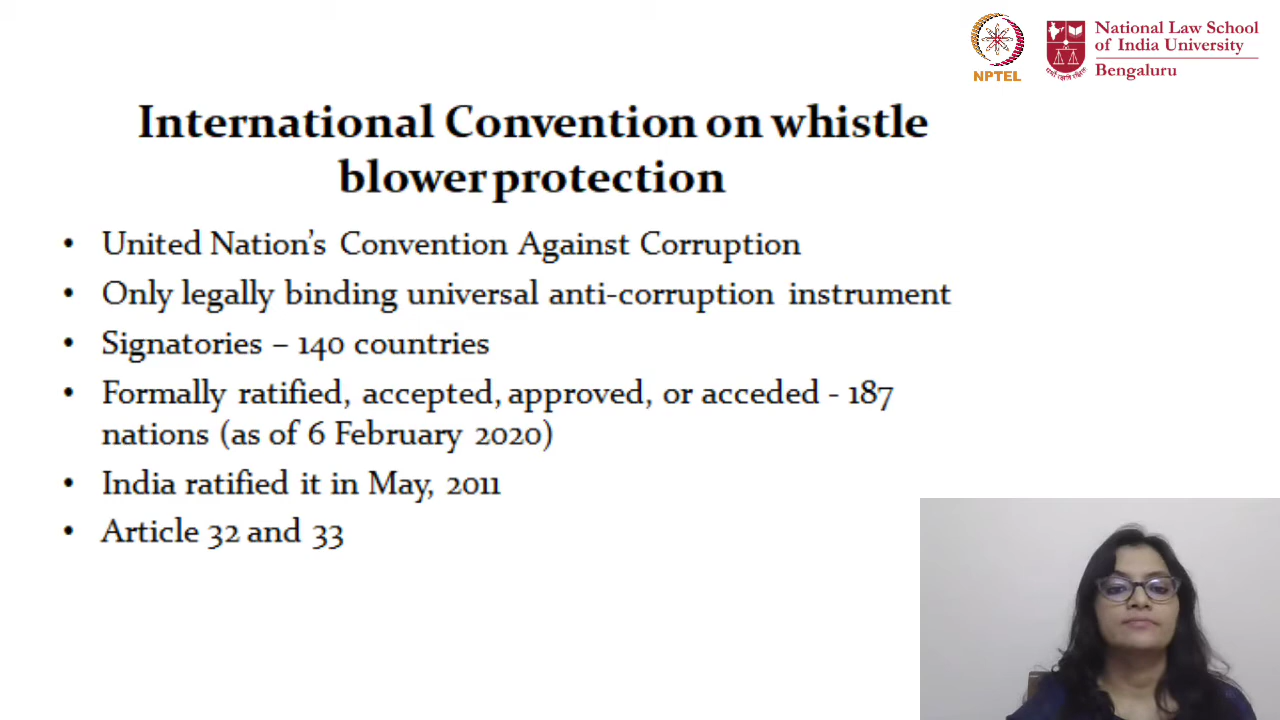 NPTEL
National Law School
of India University
Bengaluru
International Convention on whistle
blower protection
• United Nation's Convention Against Corruption
• Only legally binding universal anti-corruption instrument
• Signatories – 140 countries
• Formally ratified, accepted, approved, or acceded - 187
nations (as of 6 February 2020)
• India ratified it in May, 2011
• Article 32 and 33